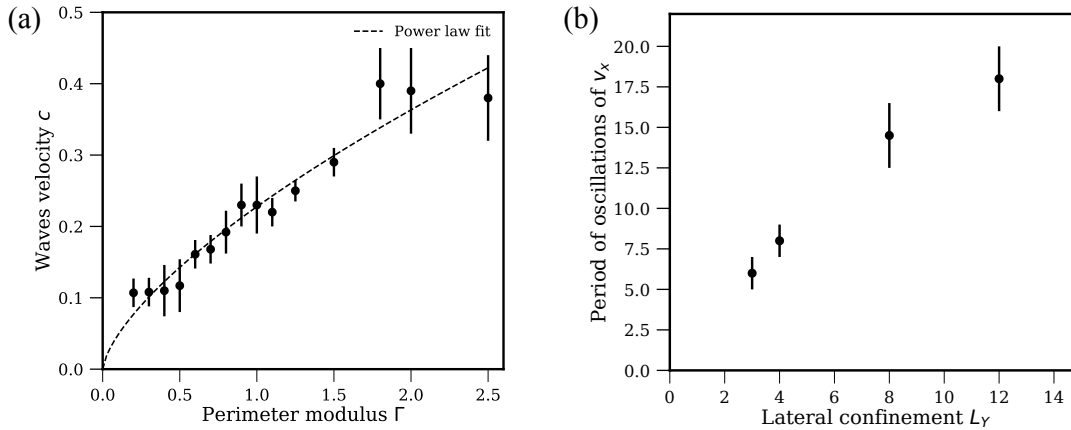 (a)
Power law fit
Waves velocity c
0.5
0.4
0.3
0.2
0.1
0.0
0.0 0.5 1.0 1.5 2.0 2.5
Perimeter modulus Γ
(b)
Period of oscillations of vₓ
20.0
17.5
15.0
12.5
10.0
7.5
5.0
2.5
0.0
0 2 4 6 8 10 12 14
Lateral confinement L_Y